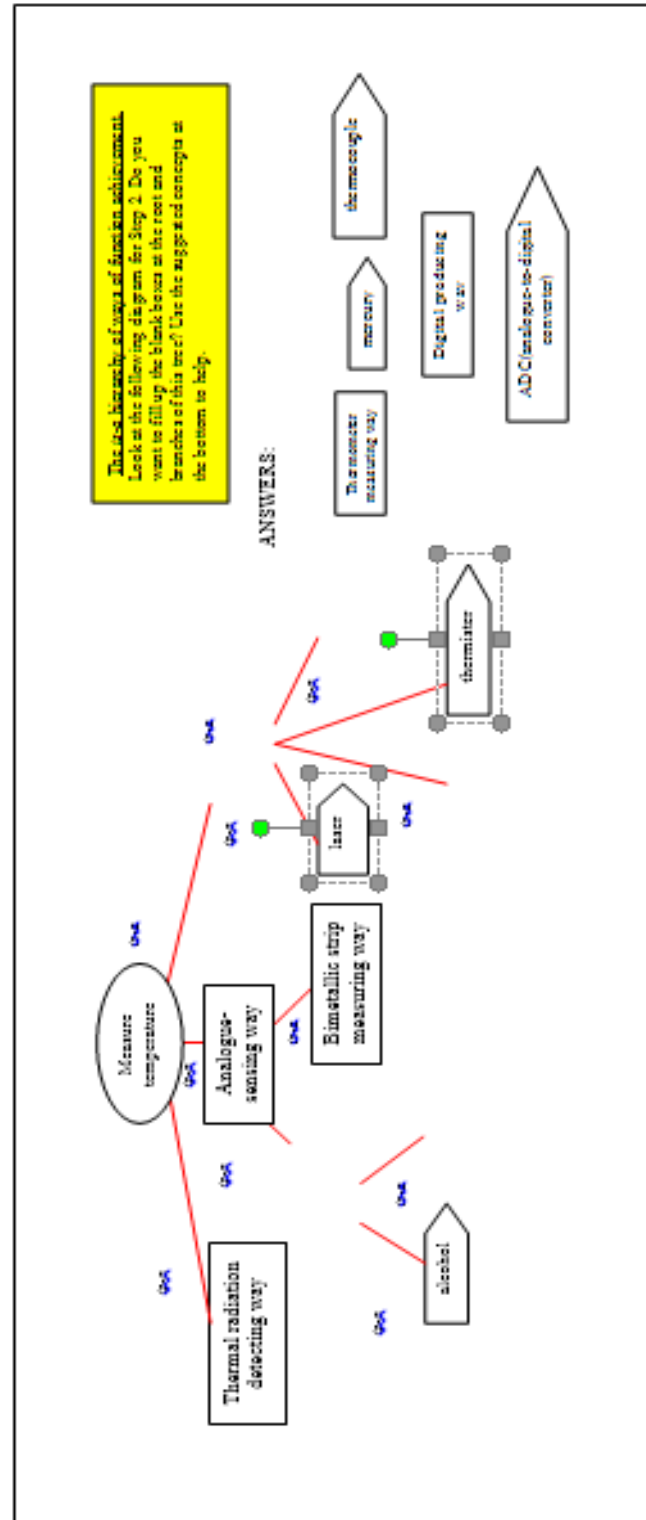 The is-a hierarchy of ways of function achievement.
Look at the following diagram for Step 2. Do you
want to fill up the blank boxes at the root and
branches of this tree? Use the suggested concepts at
the bottom to help.
Measure
temperature
ANSWERS:
Thermal radiation
detecting way
Analogue-
sensing way
Bimetallic strip
measuring way
laser
Thermometer
measuring way
mercury
thermocouple
alcohol
thermister
Digital producing
way
ADC(analogue-to-digital
converter)